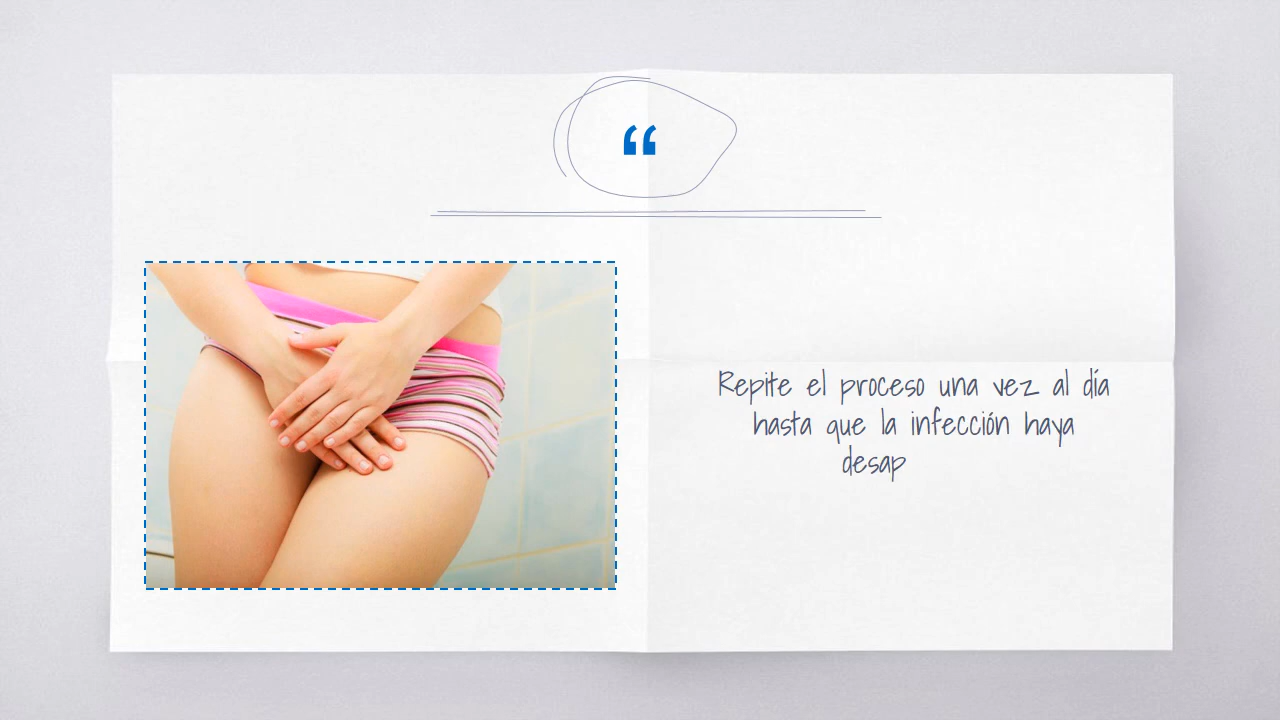 “
Repite el proceso una vez al día
hasta que la infección haya
desap